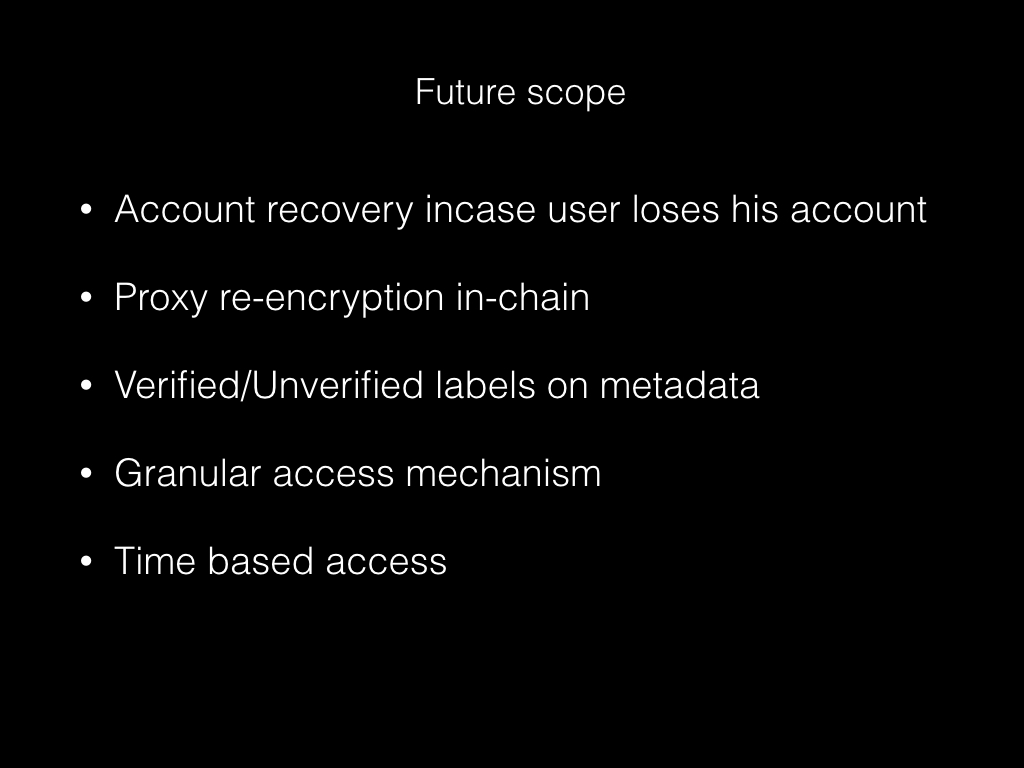 Future scope
• Account recovery incase user loses his account
• Proxy re-encryption in-chain
• Verified/Unverified labels on metadata
• Granular access mechanism
• Time based access